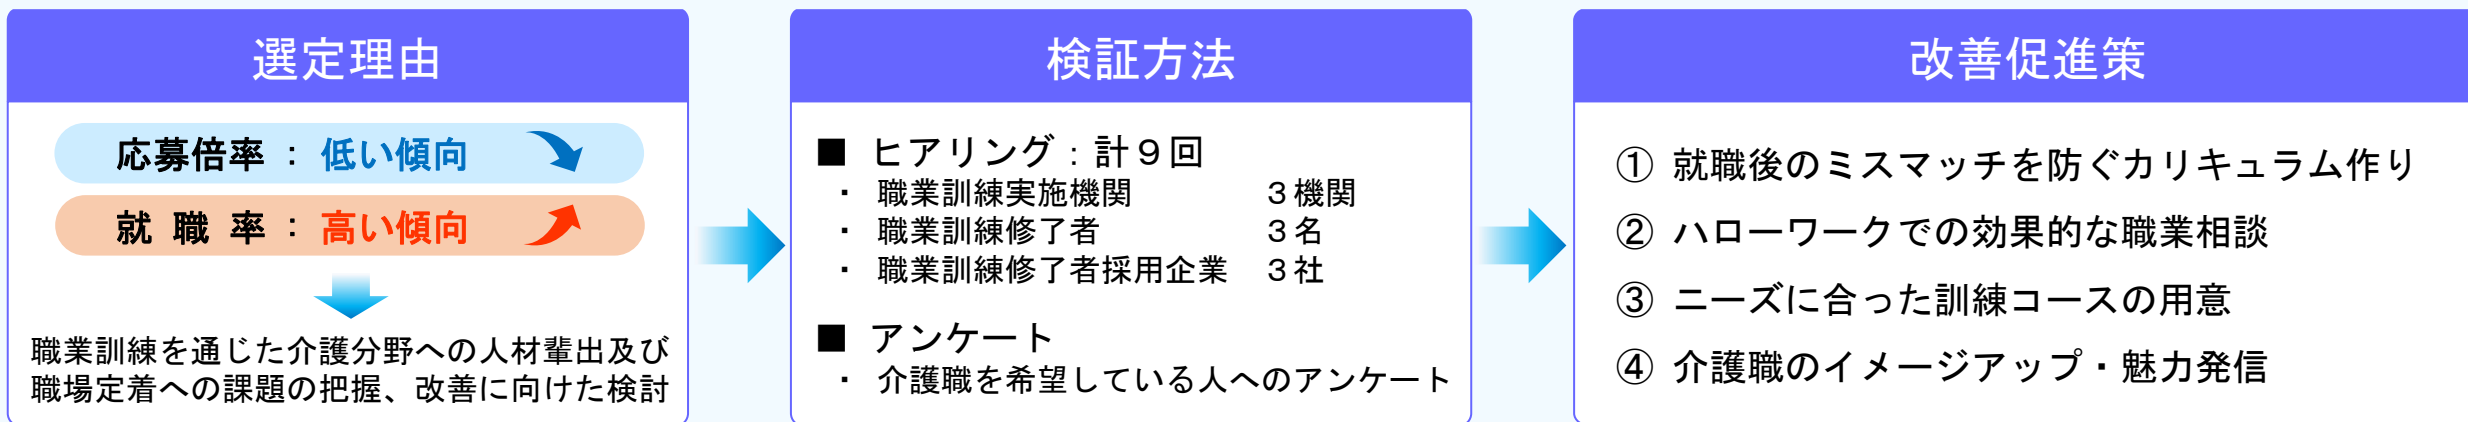 選定理由
応募倍率 : 低い傾向
就 職 率 : 高い傾向
職業訓練を通じた介護分野への人材輩出及び
職場定着への課題の把握、改善に向けた検討
検証方法
■ ヒアリング:計9回
・ 職業訓練実施機関 3機関
・ 職業訓練修了者 3名
・ 職業訓練修了者採用企業 3社
■ アンケート
・ 介護職を希望している人へのアンケート
改善促進策
① 就職後のミスマッチを防ぐカリキュラム作り
② ハローワークでの効果的な職業相談
③ ニーズに合った訓練コースの用意
④ 介護職のイメージアップ・魅力発信